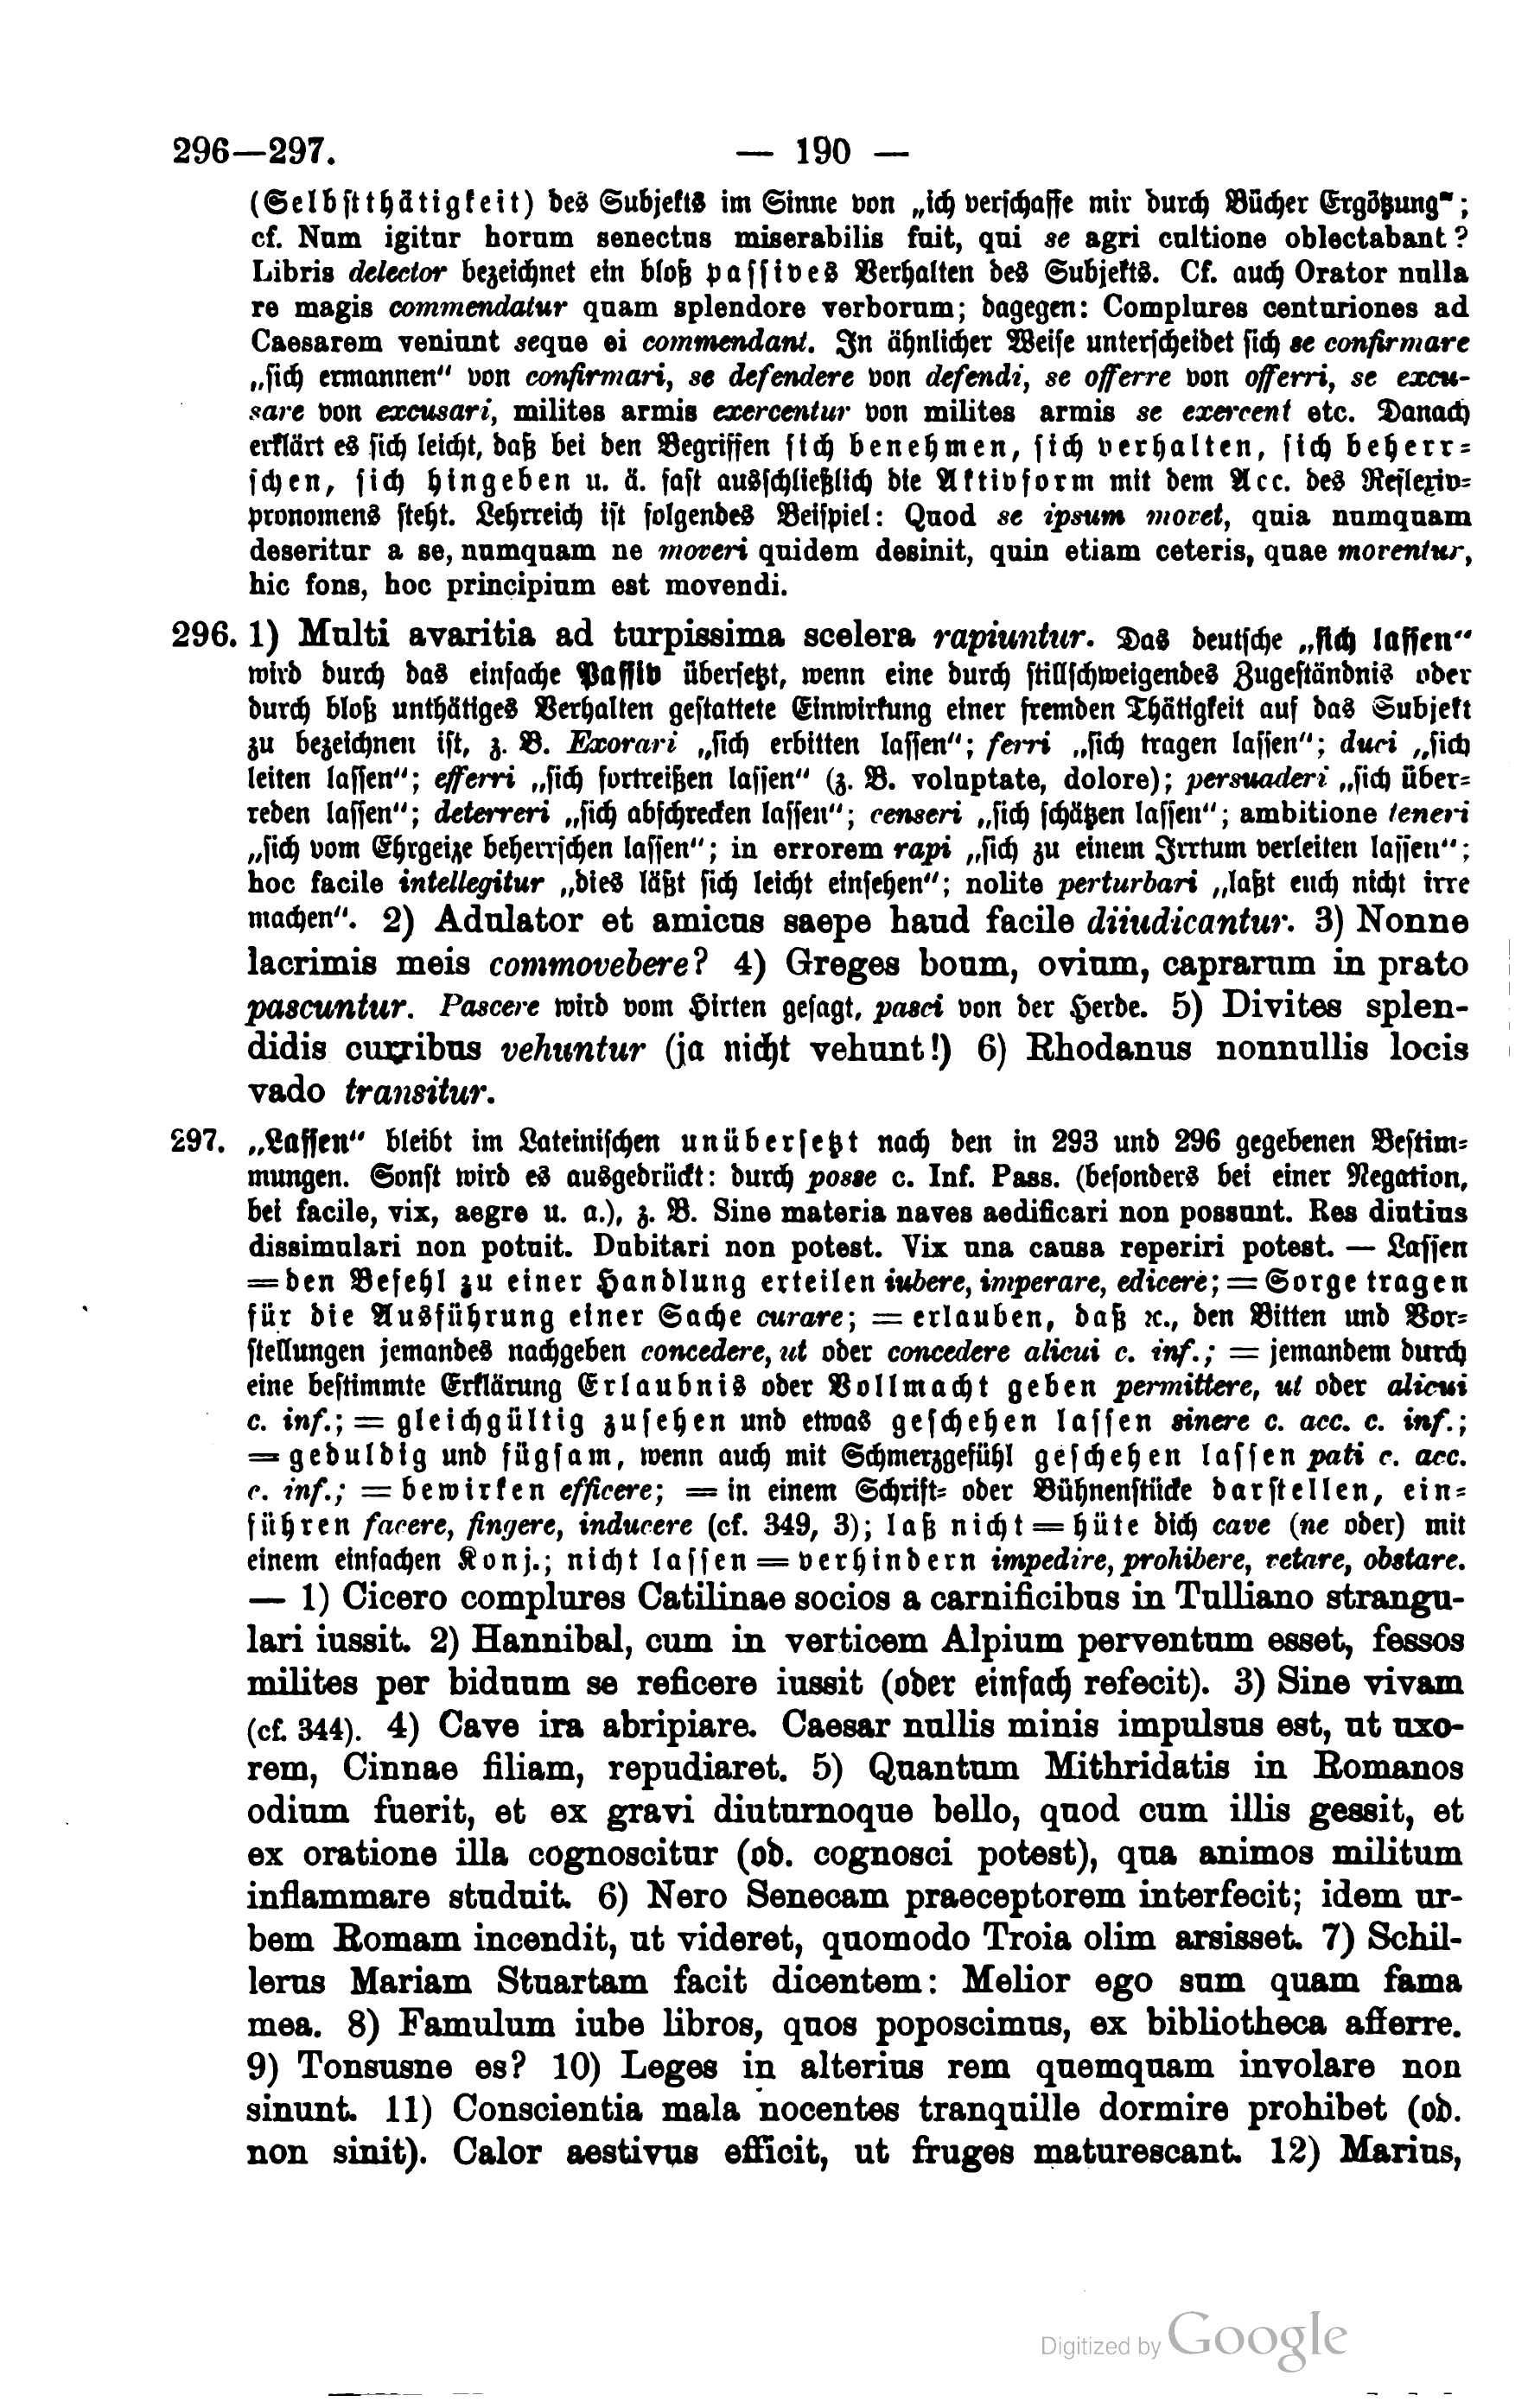 296—297. — 190 —
(Selbstthätigkeit) des Subjekts im Sinne von „ich verschaffe mir durch Bücher Ergötzung“;
cf. Num igitur horum senectus miserabilis fuit, qui se agri cultione oblectabant?
Libris delector bezeichnet ein bloß passives Verhalten des Subjekts. Cf. auch Orator nulla
re magis commendatur quam splendore verborum; dagegen: Complures centuriones ad
Caesarem veniunt seque ei commendant. In ähnlicher Weise unterscheidet sich se confirmare
„sich ermannen“ von confirmari, se defendere von defendi, se offerre von offerri, se excu-
sare von excusari, milites armis exercentur von milites armis se exercent etc. Danach
erklärt es sich leicht, daß bei den Begriffen sich benehmen, sich verhalten, sich beherr-
schen, sich hingeben u. ä. fast ausschließlich die Aktivform mit dem Acc. des Reflexiv-
pronomens steht. Lehrreich ist folgendes Beispiel: Quod se ipsum movet, quia numquam
deseritur a se, numquam ne moveri quidem desinit, quin etiam ceteris, quae moventur,
hic fons, hoc principium est movendi.
296. 1) Multi avaritia ad turpissima scelera rapiuntur. Das deutsche „sich lassen“
wird durch das einfache Passiv übersetzt, wenn eine durch stillschweigendes Zugeständnis oder
durch bloß unthätiges Verhalten gestattete Einwirkung einer fremden Thätigkeit auf das Subjekt
zu bezeichnen ist, z. B. Exorari „sich erbitten lassen“; ferri „sich tragen lassen“; duci „sich
leiten lassen“; efferri „sich fortreißen lassen“ (z. B. voluptate, dolore); persuaderi „sich über-
reden lassen“; deterreri „sich abschrecken lassen“; censeri „sich schätzen lassen“; ambitione teneri
„sich vom Ehrgeize beherrschen lassen“; in errorem rapi „sich zu einem Irrtum verleiten lassen“;
hoc facile intellegitur „dies läßt sich leicht einsehen“; nolite perturbari „laßt euch nicht irre
machen“. 2) Adulator et amicus saepe haud facile diiudicantur. 3) Nonne
lacrimis meis commovebere? 4) Greges boum, ovium, caprarum in prato
pascuntur. Pascere wird vom Hirten gesagt, pasci von der Herde. 5) Divites splen-
didis curribus vehuntur (ja nicht vehunt!) 6) Rhodanus nonnullis locis
vado transitur.
297. „Lassen“ bleibt im Lateinischen unübersetzt nach den in 293 und 296 gegebenen Bestim-
mungen. Sonst wird es ausgedrückt: durch posse c. Inf. Pass. (besonders bei einer Negation,
bei facile, vix, aegre u. a.), z. B. Sine materia naves aedificari non possunt. Res diutius
dissimulari non potuit. Dubitari non potest. Vix una causa reperiri potest. — Lassen
= den Befehl zu einer Handlung erteilen iubere, imperare, edicere; = Sorge tragen
für die Ausführung einer Sache curare; = erlauben, daß ꝛc., den Bitten und Vor-
stellungen jemandes nachgeben concedere, ut oder concedere alicui c. inf.; = jemandem durch
eine bestimmte Erklärung Erlaubnis oder Vollmacht geben permittere, ut oder alicui
c. inf.; = gleichgültig zusehen und etwas geschehen lassen sinere c. acc. c. inf.;
= geduldig und fügsam, wenn auch mit Schmerzgefühl geschehen lassen pati c. acc.
c. inf.; = bewirken efficere; = in einem Schrift- oder Bühnenstücke darstellen, ein-
führen facere, fingere, inducere (cf. 349, 3); laß nicht = hüte dich cave (ne oder) mit
einem einfachen Konj.; nicht lassen = verhindern impedire, prohibere, retare, obstare.
— 1) Cicero complures Catilinae socios a carnificibus in Tulliano strangu-
lari iussit. 2) Hannibal, cum in verticem Alpium perventum esset, fessos
milites per biduum se reficere iussit (oder einfach refecit). 3) Sine vivam
(cf. 344). 4) Cave ira abripiare. Caesar nullis minis impulsus est, ut uxo-
rem, Cinnae filiam, repudiaret. 5) Quantum Mithridatis in Romanos
odium fuerit, et ex gravi diuturnoque bello, quod cum illis gessit, et
ex oratione illa cognoscitur (od. cognosci potest), qua animos militum
inflammare studuit. 6) Nero Senecam praeceptorem interfecit; idem ur-
bem Romam incendit, ut videret, quomodo Troia olim arsisset. 7) Schil-
lerus Mariam Stuartam facit dicentem: Melior ego sum quam fama
mea. 8) Famulum iube libros, quos poposcimus, ex bibliotheca afferre.
9) Tonsusne es? 10) Leges in alterius rem quemquam involare non
sinunt. 11) Conscientia mala nocentes tranquille dormire prohibet (od.
non sinit). Calor aestivus efficit, ut fruges maturescant. 12) Marius,
Digitized by Google